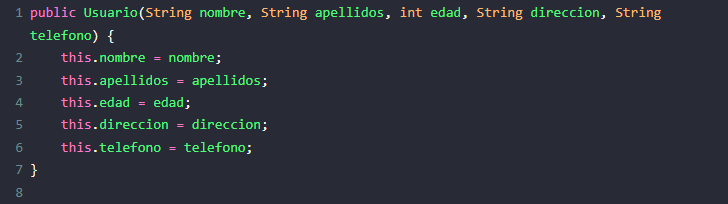 1 public Usuario(String nombre, String apellidos, int edad, String direccion, String
telefono) {
2     this.nombre = nombre;
3     this.apellidos = apellidos;
4     this.edad = edad;
5     this.direccion = direccion;
6     this.telefono = telefono;
7 }
8